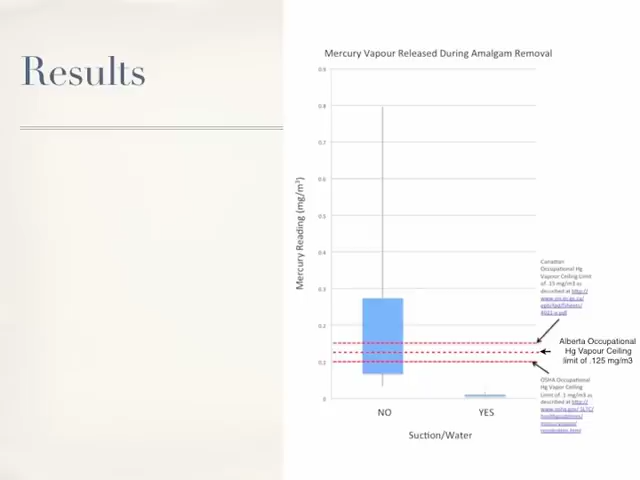 Results
Mercury Vapour Released During Amalgam Removal
Mercury Reading (mg/m³)
0.9
0.8
0.7
0.6
0.5
0.4
0.3
0.2
0.1
0
NO
YES
Suction/Water
Canadian
Occupational Hg
Vapour Ceiling Limit
of .15 mg/m3 as
described at http://
Alberta Occupational
Hg Vapour Ceiling
limit of .125 mg/m3
OSHA Occupational
Hg Vapor Ceiling
Limit of .1 mg/m3 as
described at http://